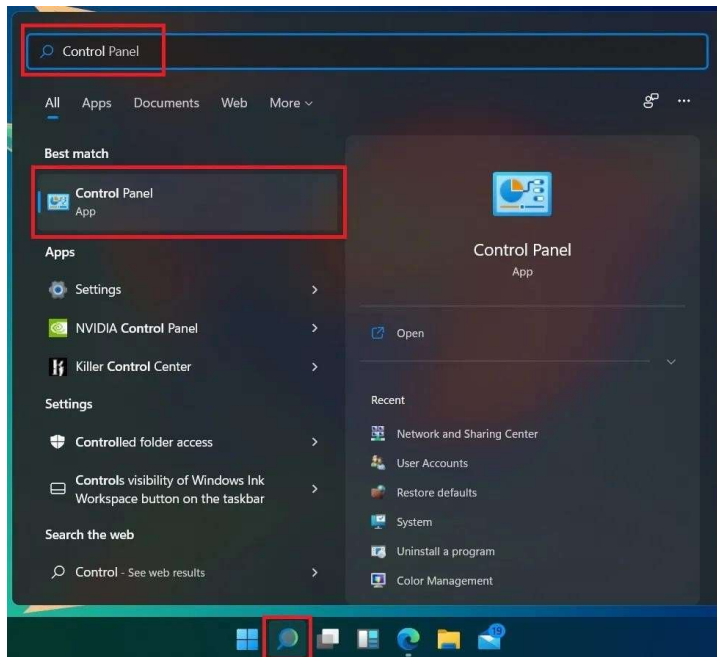 Control Panel
All Apps Documents Web More
Best match
Control Panel
App
Apps
Settings
NVIDIA Control Panel
Killer Control Center
Settings
Controlled folder access
Controls visibility of Windows Ink
Workspace button on the taskbar
Search the web
Control - See web results
Control Panel
App
Open
Recent
Network and Sharing Center
User Accounts
Restore defaults
System
Uninstall a program
Color Management
19